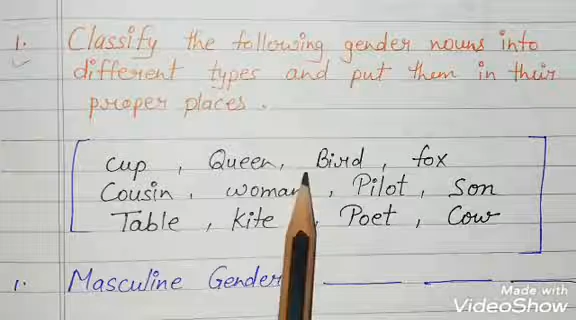 1. Classify the following gender nouns into
different types and put them in their
proper places.
cup , Queen, Bird , fox
Cousin , woman , Pilot , Son
Table , kite , Poet , Cow
1. Masculine Gender
Made with
VideoShow